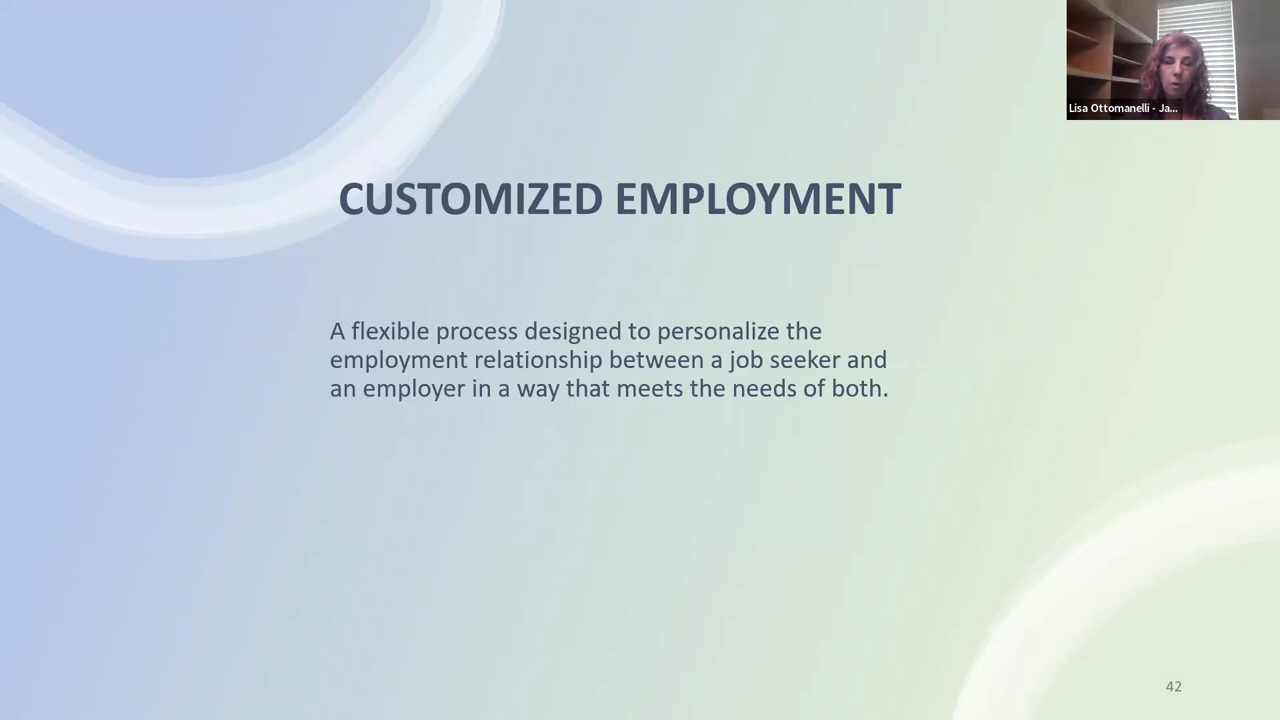 Lisa Ottomanelli - Ja...
CUSTOMIZED EMPLOYMENT
A flexible process designed to personalize the
employment relationship between a job seeker and
an employer in a way that meets the needs of both.
42